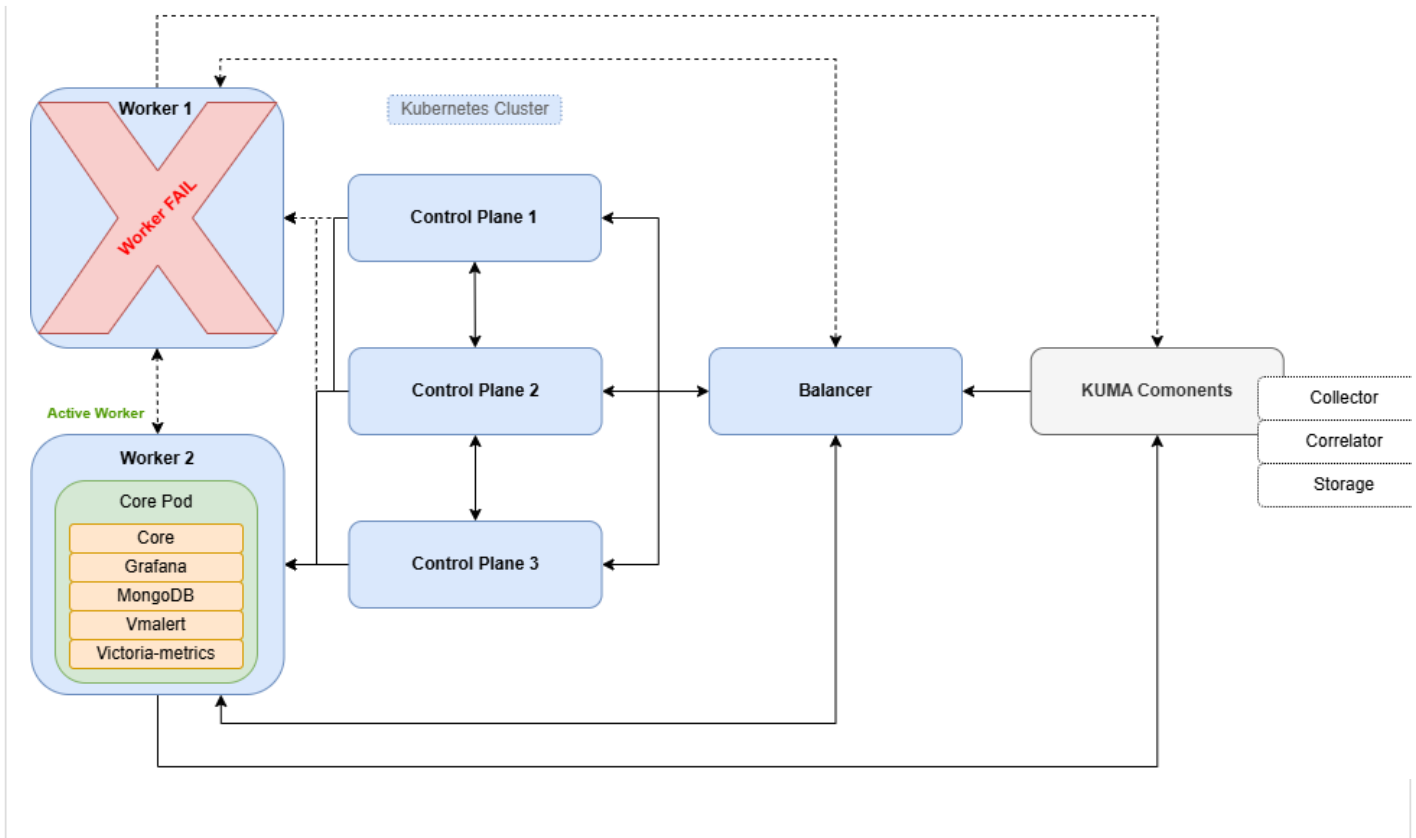 Worker 1
Kubernetes Cluster
Worker FAIL
Control Plane 1
Control Plane 2
Balancer
KUMA Comonents
Collector
Correlator
Storage
Active Worker
Worker 2
Core Pod
Core
Grafana
MongoDB
Vmalert
Victoria-metrics
Control Plane 3